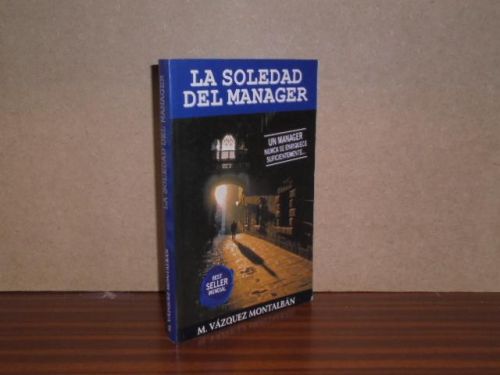 LA SOLEDAD
DEL MANAGER
UN MANAGER
NUNCA SE ENRIQUECE
SUFICIENTEMENTE...
BEST
SELLER
MUNDIAL
M. VÁZQUEZ MONTALBÁN
LA SOLEDAD DEL MANAGER
M. VÁZQUEZ MONTALBÁN